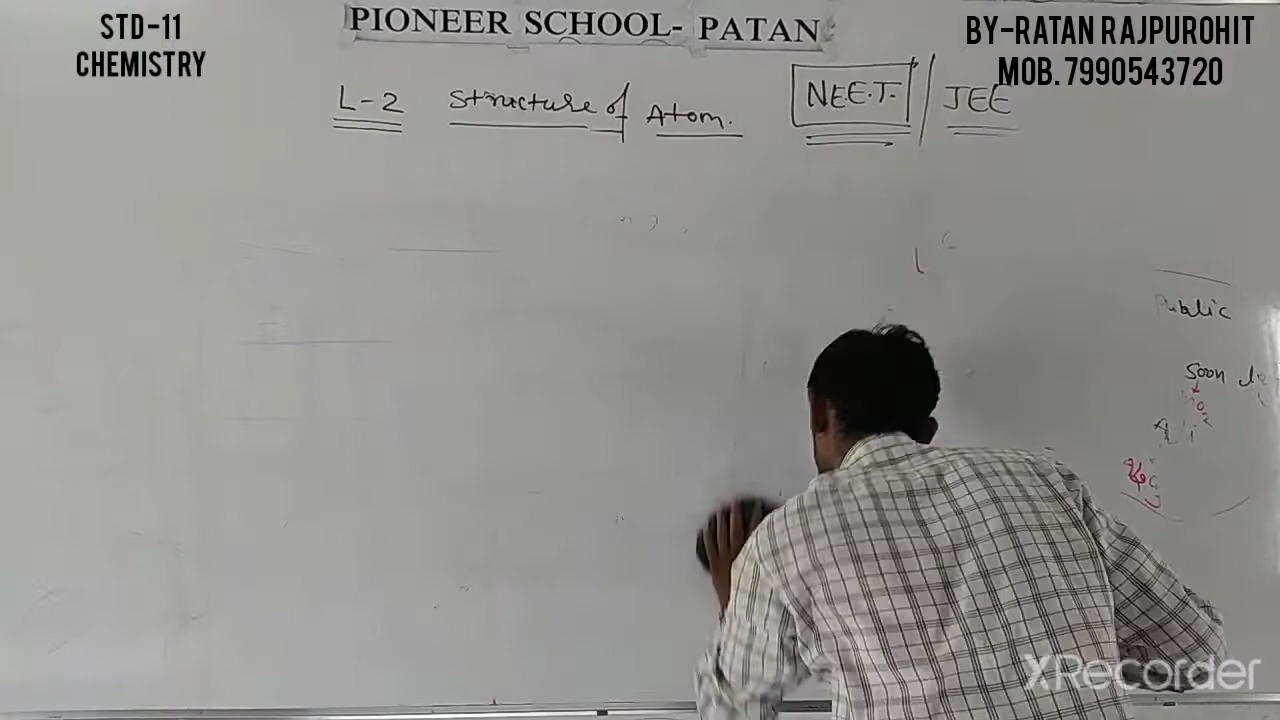 STD-11
CHEMISTRY
PIONEER SCHOOL- PATAN
BY-RATAN RAJPUROHIT
MOB. 7990543720
L-2 Structure of Atom. NEE.T. / JEE
Public
Soon
XRecorder